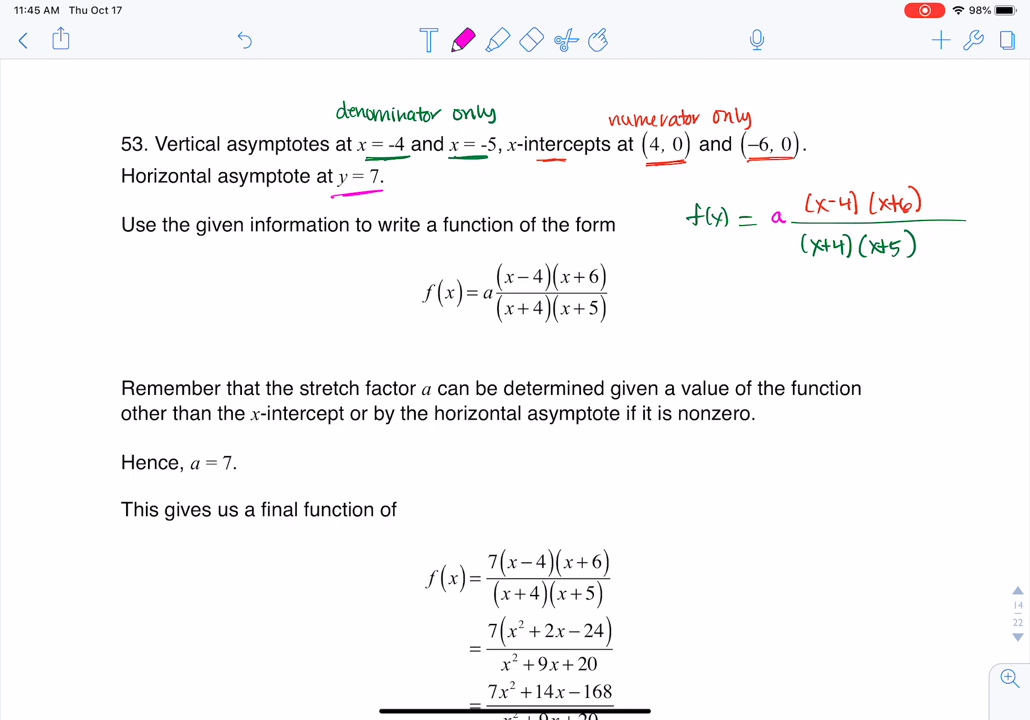 11:45 AM Thu Oct 17
98%
denominator only
numerator only
53. Vertical asymptotes at x = -4 and x = -5, x-intercepts at (4, 0) and (−6, 0).
Horizontal asymptote at y = 7.
f(x) = a (x-4)(x+6) / (x+4)(x+5)
Use the given information to write a function of the form
f(x) = a (x − 4)(x + 6) / (x + 4)(x + 5)
Remember that the stretch factor a can be determined given a value of the function
other than the x-intercept or by the horizontal asymptote if it is nonzero.
Hence, a = 7.
This gives us a final function of
f(x) = 7(x − 4)(x + 6) / (x + 4)(x + 5)
= 7(x² + 2x − 24) / x² + 9x + 20
= 7x² + 14x − 168
14
22